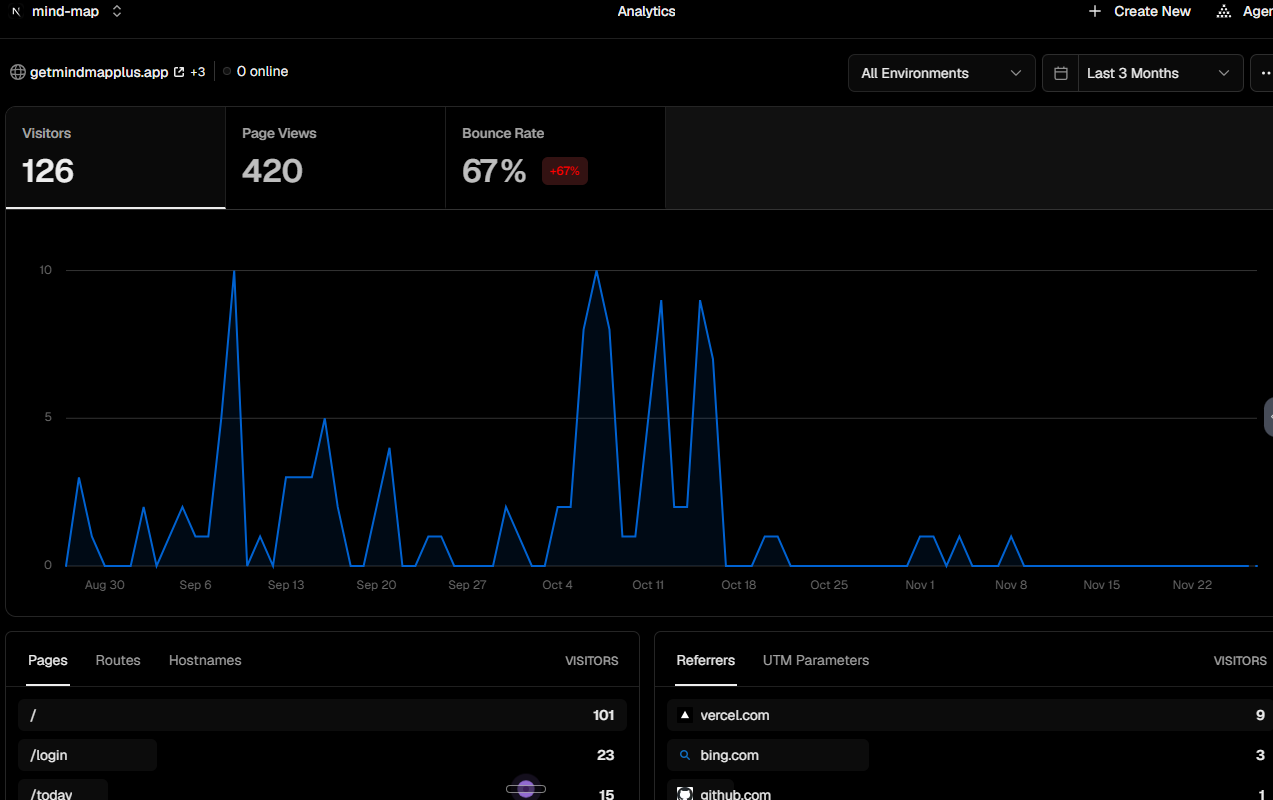 mind-map
Analytics
Create New
getmindmapplus.app +3
0 online
All Environments
Last 3 Months
Visitors
Page Views
Bounce Rate
126
420
67% +67%
10
5
0
Aug 30 Sep 6 Sep 13 Sep 20 Sep 27 Oct 4 Oct 11 Oct 18 Oct 25 Nov 1 Nov 8 Nov 15 Nov 22
Pages Routes Hostnames VISITORS
/ 101
/login 23
/today 15
Referrers UTM Parameters VISITORS
vercel.com 9
bing.com 3
github.com 1